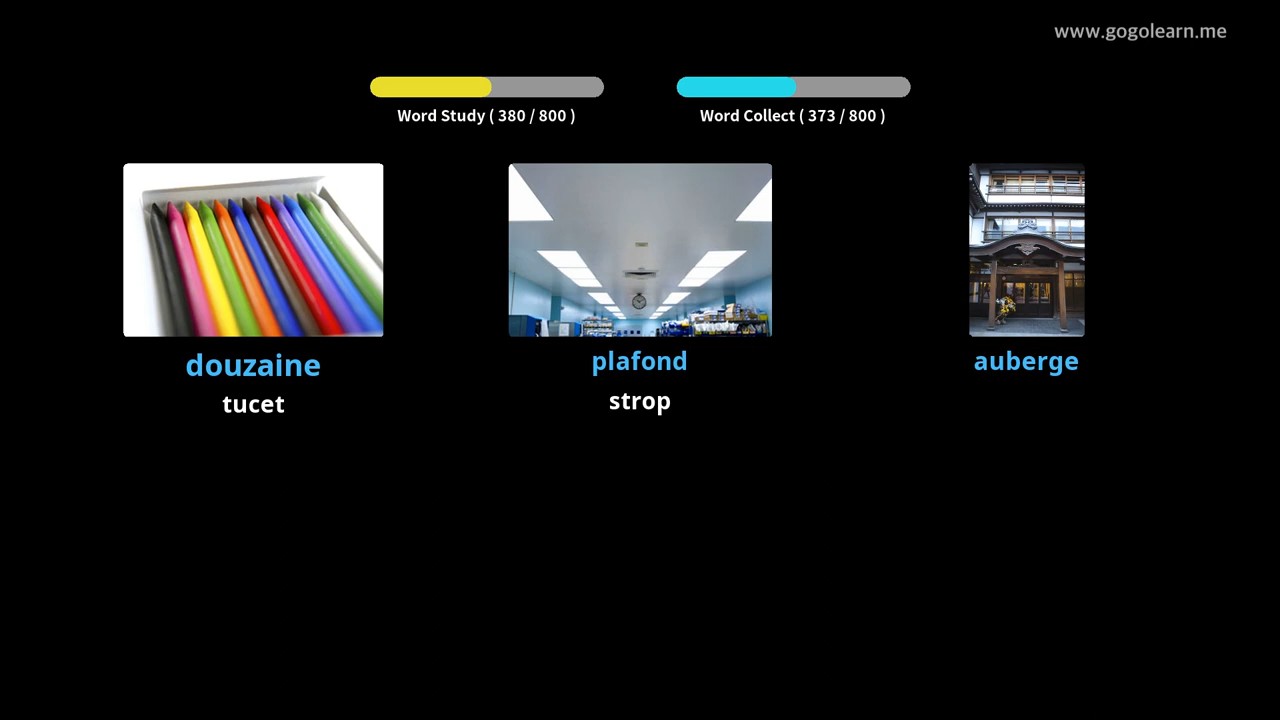 www.gogolearn.me
Word Study ( 380 / 800 )
Word Collect ( 373 / 800 )
douzaine
plafond
auberge
tucet
strop